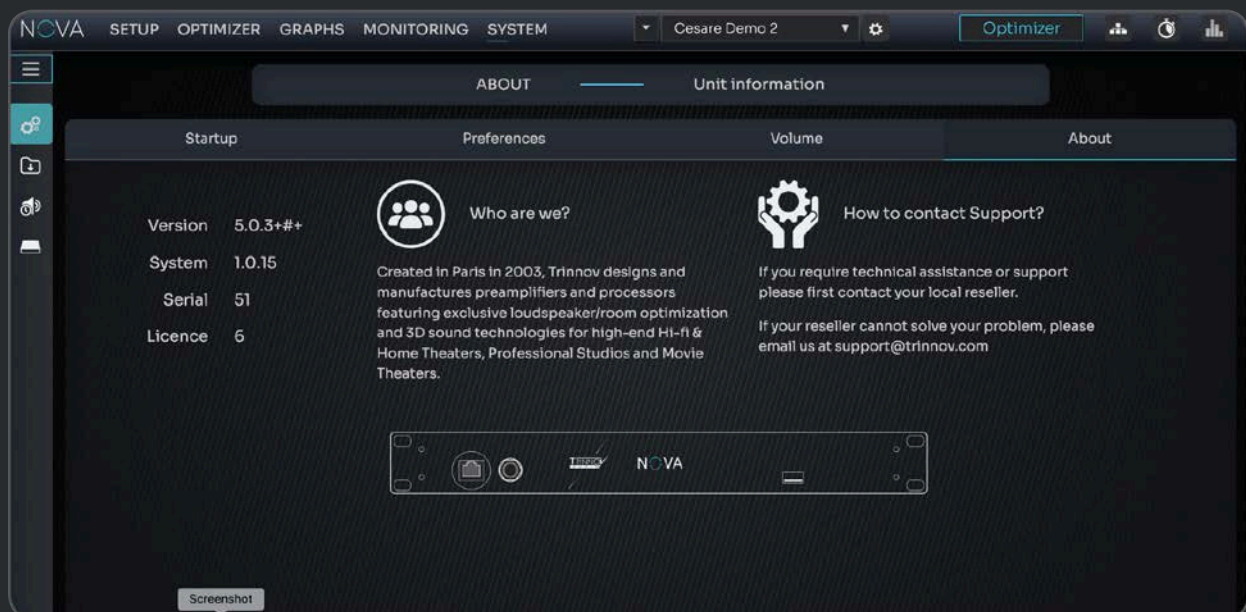 NOVA SETUP OPTIMIZER GRAPHS MONITORING SYSTEM Cesare Demo 2 Optimizer
ABOUT Unit information
Startup Preferences Volume About
Version 5.0.3+#+
System 1.0.15
Serial 51
Licence 6
Who are we?
Created in Paris in 2003, Trinnov designs and
manufactures preamplifiers and processors
featuring exclusive loudspeaker/room optimization
and 3D sound technologies for high-end Hi-fi &
Home Theaters, Professional Studios and Movie
Theaters.
How to contact Support?
If you require technical assistance or support
please first contact your local reseller.
If your reseller cannot solve your problem, please
email us at support@trinnov.com
TRINNOV NOVA
Screenshot